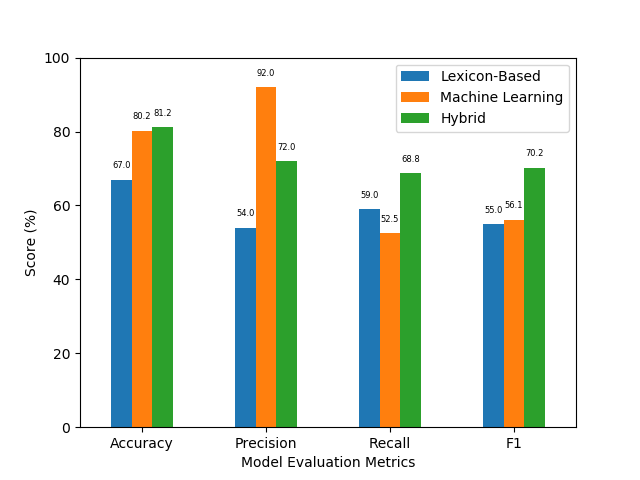 100
80
60
40
20
0
Score (%)
Lexicon-Based
Machine Learning
Hybrid
67.0
80.2
81.2
54.0
92.0
72.0
59.0
52.5
68.8
55.0
56.1
70.2
Accuracy
Precision
Recall
F1
Model Evaluation Metrics